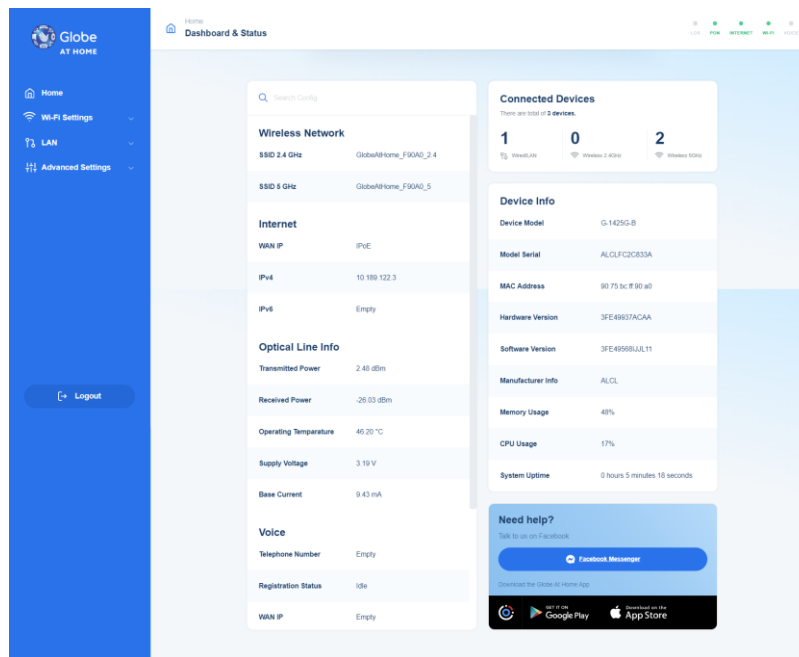 Globe
AT HOME
Home
Dashboard & Status
LOS PON INTERNET WI-FI VOICE
Home
Wi-Fi Settings
LAN
Advanced Settings
Logout
Search Config
Wireless Network
SSID 2.4 GHz GlobeAtHome_F90A0_2.4
SSID 5 GHz GlobeAtHome_F90A0_5
Internet
WAN IP IPoE
IPv4 10.189.122.3
IPv6 Empty
Optical Line Info
Transmitted Power 2.48 dBm
Received Power -26.03 dBm
Operating Temparature 46.20 °C
Supply Voltage 3.19 V
Base Current 9.43 mA
Voice
Telephone Number Empty
Registration Status Idle
WAN IP Empty
Connected Devices
There are total of 3 devices.
1 0 2
WiredLAN Wireless 2.4GHz Wireless 5GHz
Device Info
Device Model G-1425G-B
Model Serial ALCLFC2C833A
MAC Address 90:75:bc:ff:90:a0
Hardware Version 3FE49937ACAA
Software Version 3FE49568IJJL11
Manufacturer Info ALCL
Memory Usage 48%
CPU Usage 17%
System Uptime 0 hours 5 minutes 18 seconds
Need help?
Talk to us on Facebook
Facebook Messenger
Download the Globe At Home App
GET IT ON
Google Play
Download on the
App Store